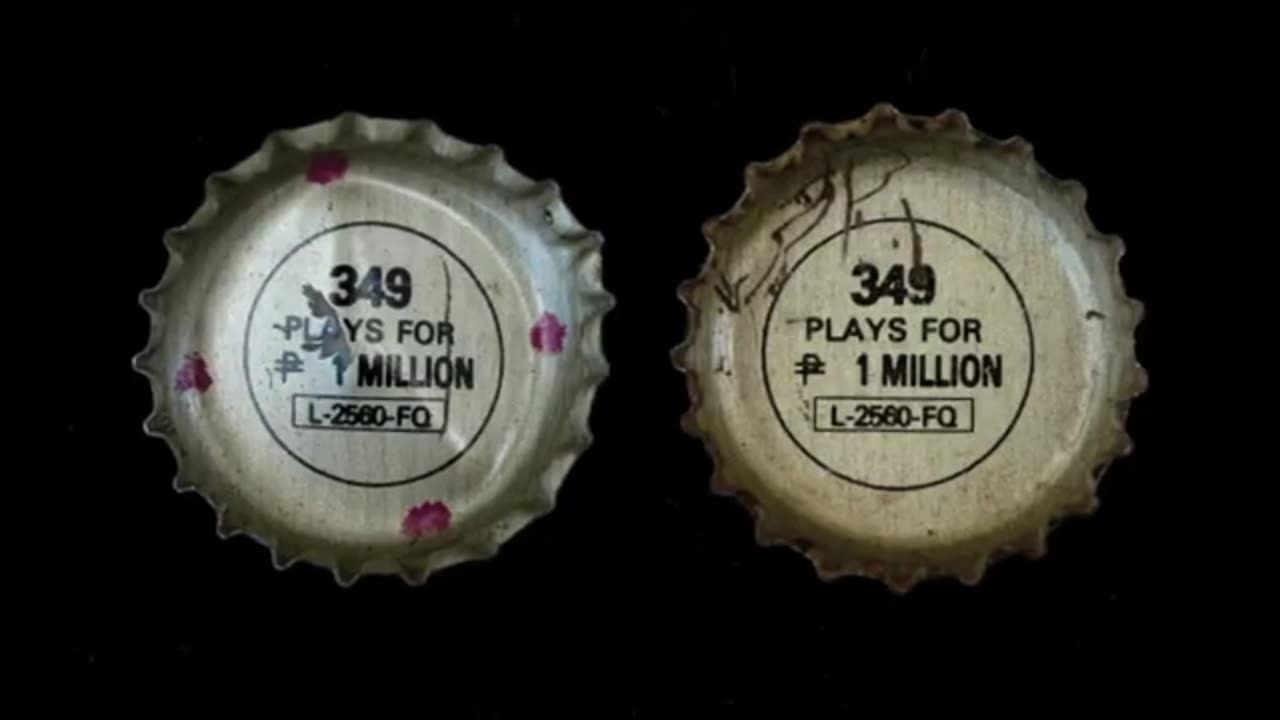 349
PLAYS FOR
₱ 1 MILLION
L-2560-FQ
349
PLAYS FOR
₱ 1 MILLION
L-2560-FQ